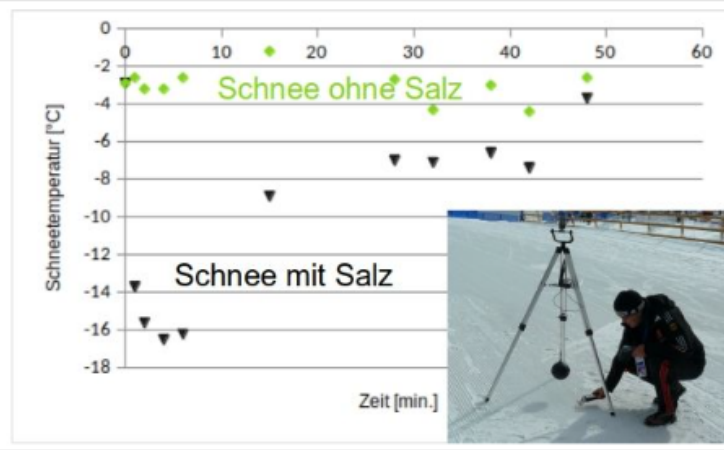 0
0 10 20 30 40 50 60
-2
Schnee ohne Salz
-4
-6
-8
-10
-12
Schnee mit Salz
-14
-16
-18
Schneetemperatur [°C]
Zeit [min.]